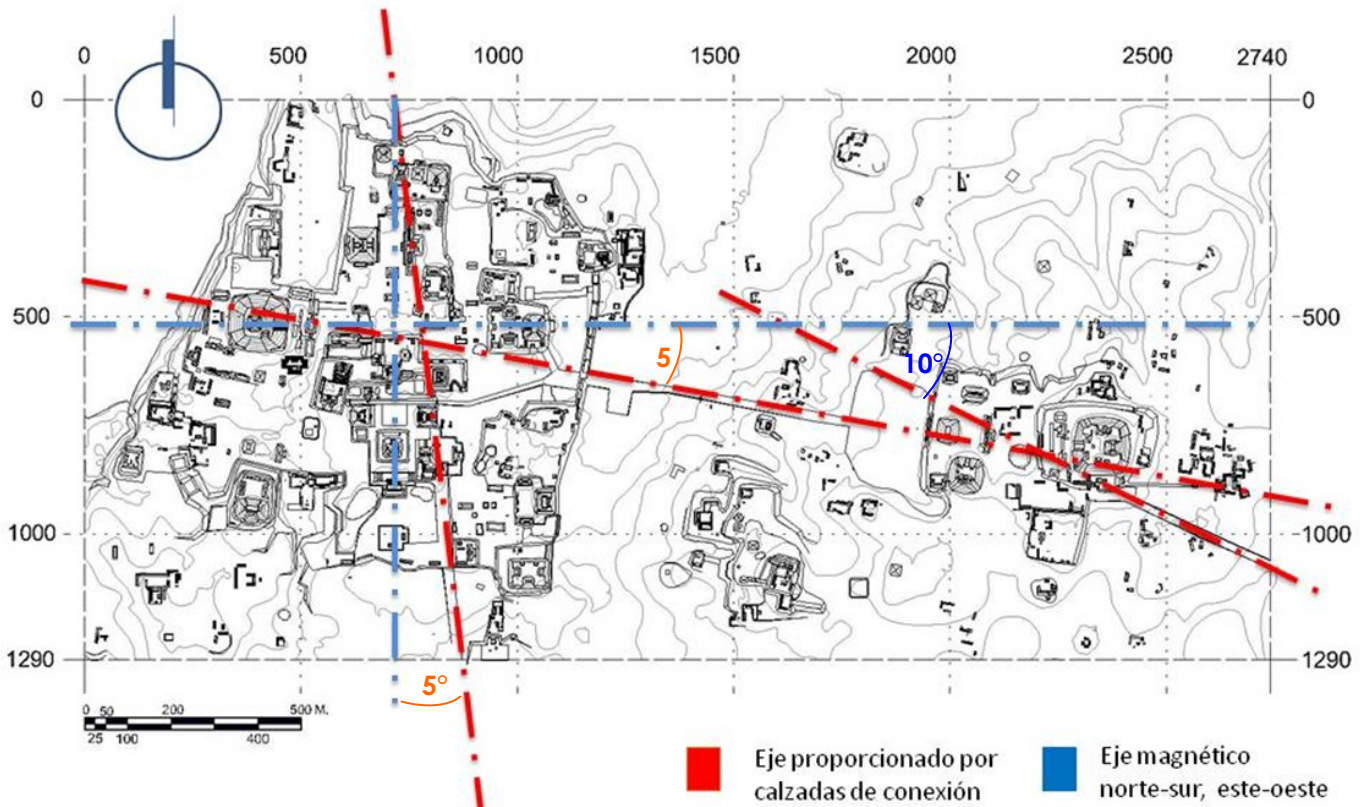 0 500 1000 1500 2000 2500 2740
0 0
500 500
5
10°
1000 1000
1290 1290
5°
0 50 200 500 M.
25 100 400
Eje proporcionado por
calzadas de conexión
Eje magnético
norte-sur, este-oeste